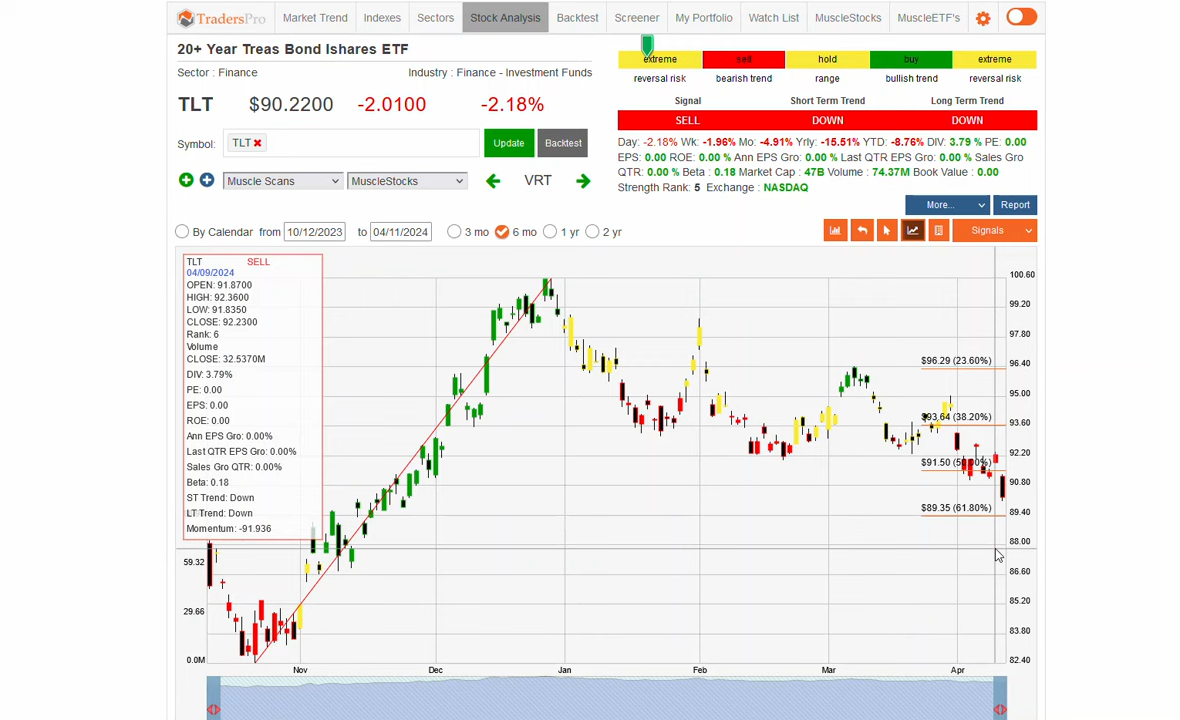 TradersPro Market Trend Indexes Sectors Stock Analysis Backtest Screener My Portfolio Watch List MuscleStocks MuscleETF's
20+ Year Treas Bond Ishares ETF
Sector : Finance Industry : Finance - Investment Funds
TLT $90.2200 -2.0100 -2.18%
Symbol: TLT Update Backtest
Muscle Scans MuscleStocks VRT
extreme sell hold buy extreme
reversal risk bearish trend range bullish trend reversal risk
Signal Short Term Trend Long Term Trend
SELL DOWN DOWN
Day: -2.18% Wk: -1.96% Mo: -4.91% Yrly: -15.51% YTD: -8.76% DIV: 3.79 % PE: 0.00
EPS: 0.00 ROE: 0.00 % Ann EPS Gro: 0.00 % Last QTR EPS Gro: 0.00 % Sales Gro
QTR: 0.00 % Beta : 0.18 Market Cap : 47B Volume : 74.37M Book Value : 0.00
Strength Rank: 5 Exchange : NASDAQ
More... Report
By Calendar from 10/12/2023 to 04/11/2024 3 mo 6 mo 1 yr 2 yr Signals
TLT SELL
04/09/2024
OPEN: 91.8700
HIGH: 92.3600
LOW: 91.8350
CLOSE: 92.2300
Rank: 6
Volume
CLOSE: 32.5370M
DIV: 3.79%
PE: 0.00
EPS: 0.00
ROE: 0.00
Ann EPS Gro: 0.00%
Last QTR EPS Gro: 0.00%
Sales Gro QTR: 0.00%
Beta: 0.18
ST Trend: Down
LT Trend: Down
Momentum: -91.936
$96.29 (23.60%)
$93.64 (38.20%)
$91.50 (50.00%)
$89.35 (61.80%)
100.60
99.20
97.80
96.40
95.00
93.60
92.20
90.80
89.40
88.00
86.60
85.20
83.80
82.40
59.32
29.66
0.0M
Nov Dec Jan Feb Mar Apr